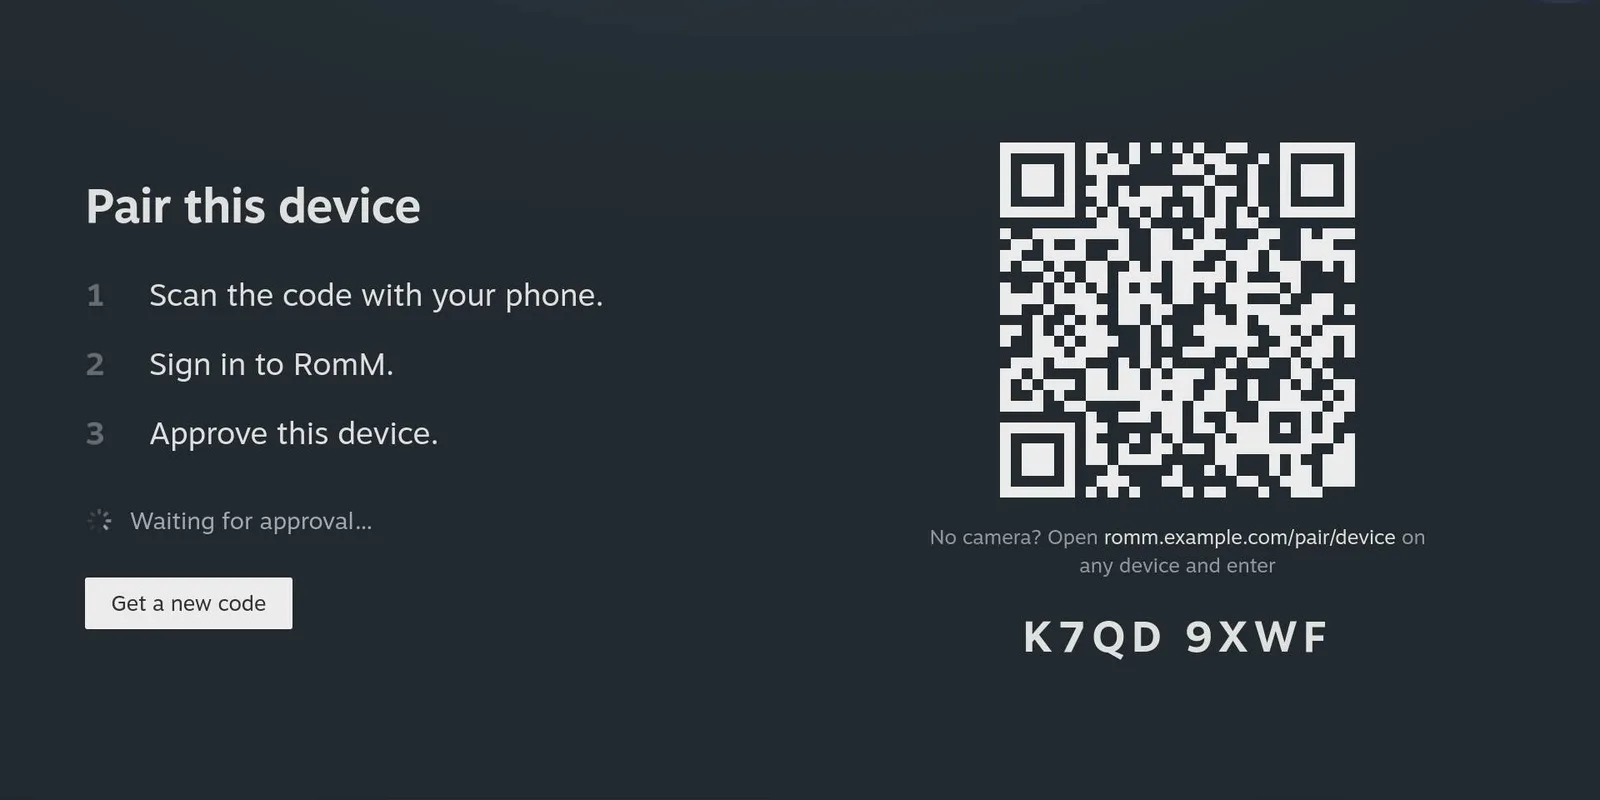 Pair this device
1 Scan the code with your phone.
2 Sign in to RomM.
3 Approve this device.
Waiting for approval...
Get a new code
No camera? Open romm.example.com/pair/device on
any device and enter
K7QD 9XWF